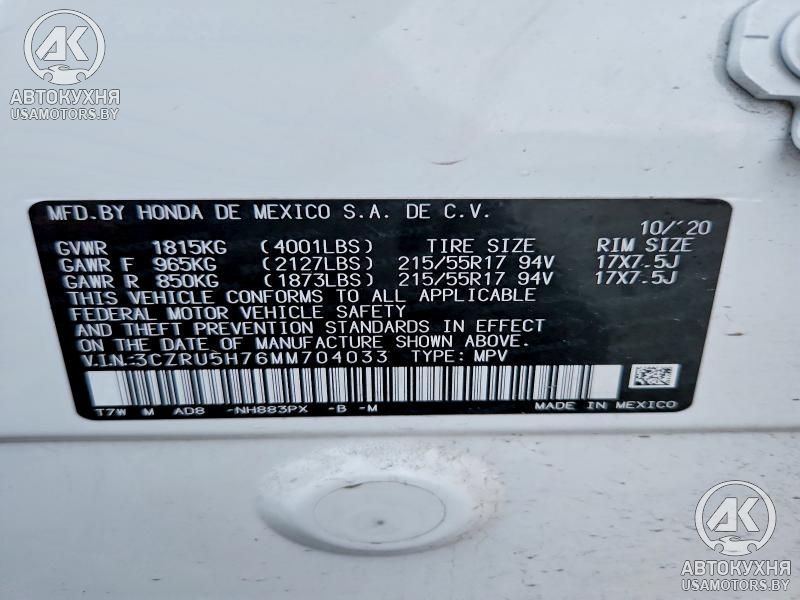 AK
АВТОКУХНЯ
USAMOTORS.BY
MFD.BY HONDA DE MEXICO S.A. DE C.V.
10/'20
GVWR 1815KG (4001LBS) TIRE SIZE RIM SIZE
GAWR F 965KG (2127LBS) 215/55R17 94V 17X7.5J
GAWR R 850KG (1873LBS) 215/55R17 94V 17X7.5J
THIS VEHICLE CONFORMS TO ALL APPLICABLE
FEDERAL MOTOR VEHICLE SAFETY
AND THEFT PREVENTION STANDARDS IN EFFECT
ON THE DATE OF MANUFACTURE SHOWN ABOVE.
V.I.N.:3CZRU5H76MM704033 TYPE: MPV
T7W M AD8 -NH883PX -B -M MADE IN MEXICO
AK
АВТОКУХНЯ
USAMOTORS.BY